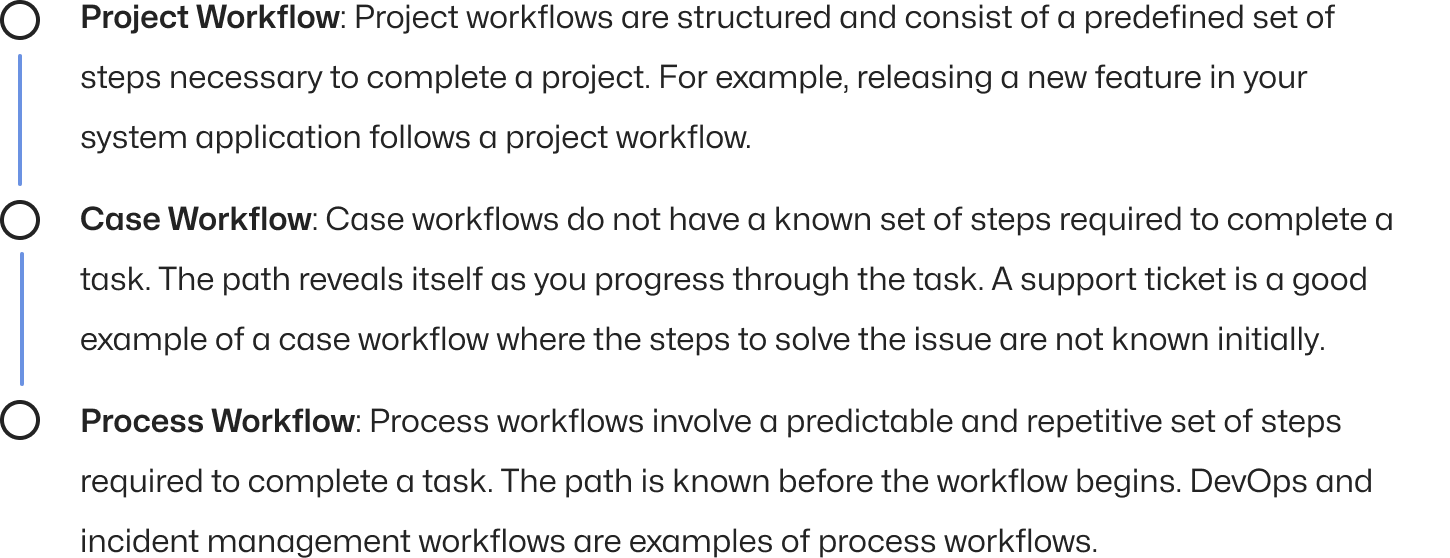 Project Workflow: Project workflows are structured and consist of a predefined set of
steps necessary to complete a project. For example, releasing a new feature in your
system application follows a project workflow.
Case Workflow: Case workflows do not have a known set of steps required to complete a
task. The path reveals itself as you progress through the task. A support ticket is a good
example of a case workflow where the steps to solve the issue are not known initially.
Process Workflow: Process workflows involve a predictable and repetitive set of steps
required to complete a task. The path is known before the workflow begins. DevOps and
incident management workflows are examples of process workflows.